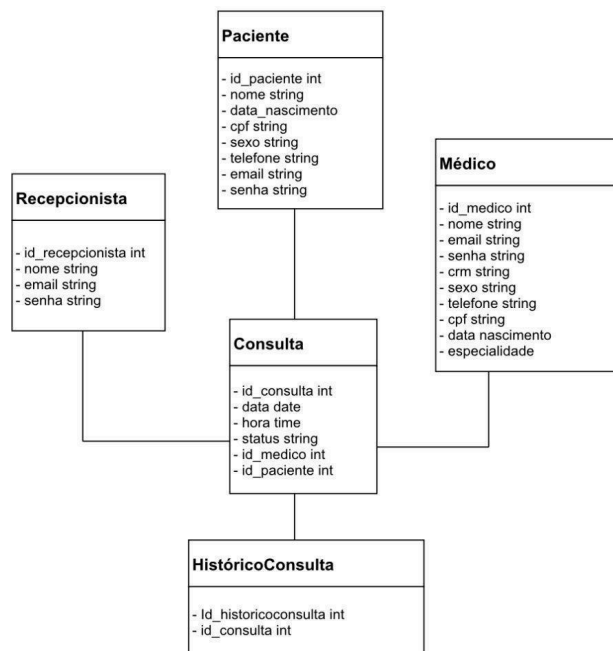 Paciente
- id_paciente int
- nome string
- data_nascimento
- cpf string
- sexo string
- telefone string
- email string
- senha string
Recepcionista
- id_recepcionista int
- nome string
- email string
- senha string
Médico
- id_medico int
- nome string
- email string
- senha string
- crm string
- sexo string
- telefone string
- cpf string
- data nascimento
- especialidade
Consulta
- id_consulta int
- data date
- hora time
- status string
- id_medico int
- id_paciente int
HistóricoConsulta
- Id_historicoconsulta int
- id_consulta int